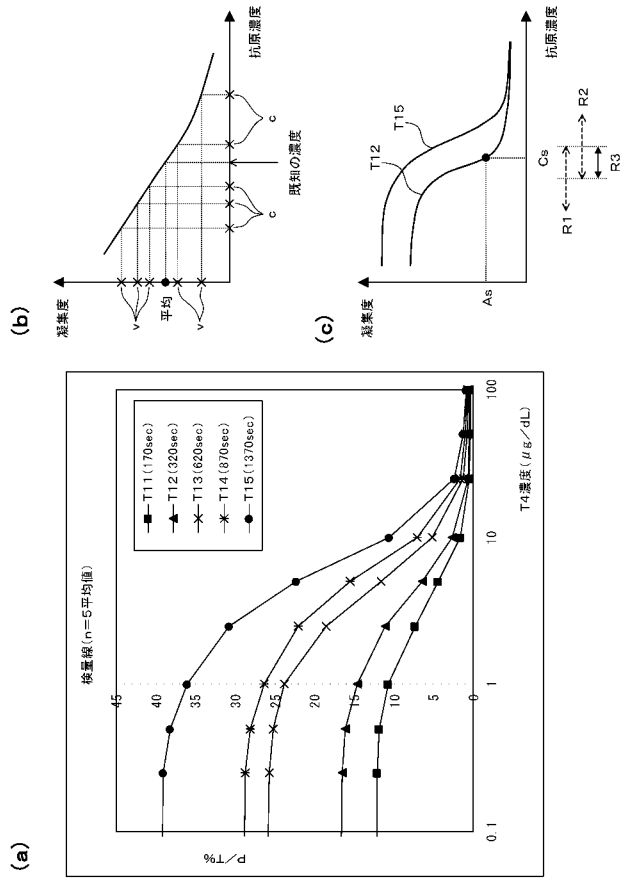 (a)
検量線(n=5平均値)
P/T%
45
40
35
30
25
20
15
10
5
0
0.1
1
10
100
T4濃度(μg/dL)
T11(170sec)
T12(320sec)
T13(620sec)
T14(870sec)
T15(1370sec)
(b)
凝集度
v
平均
v
c
既知の濃度
c
抗原濃度
(c)
凝集度
As
T12
T15
Cs
抗原濃度
R1
R2
R3